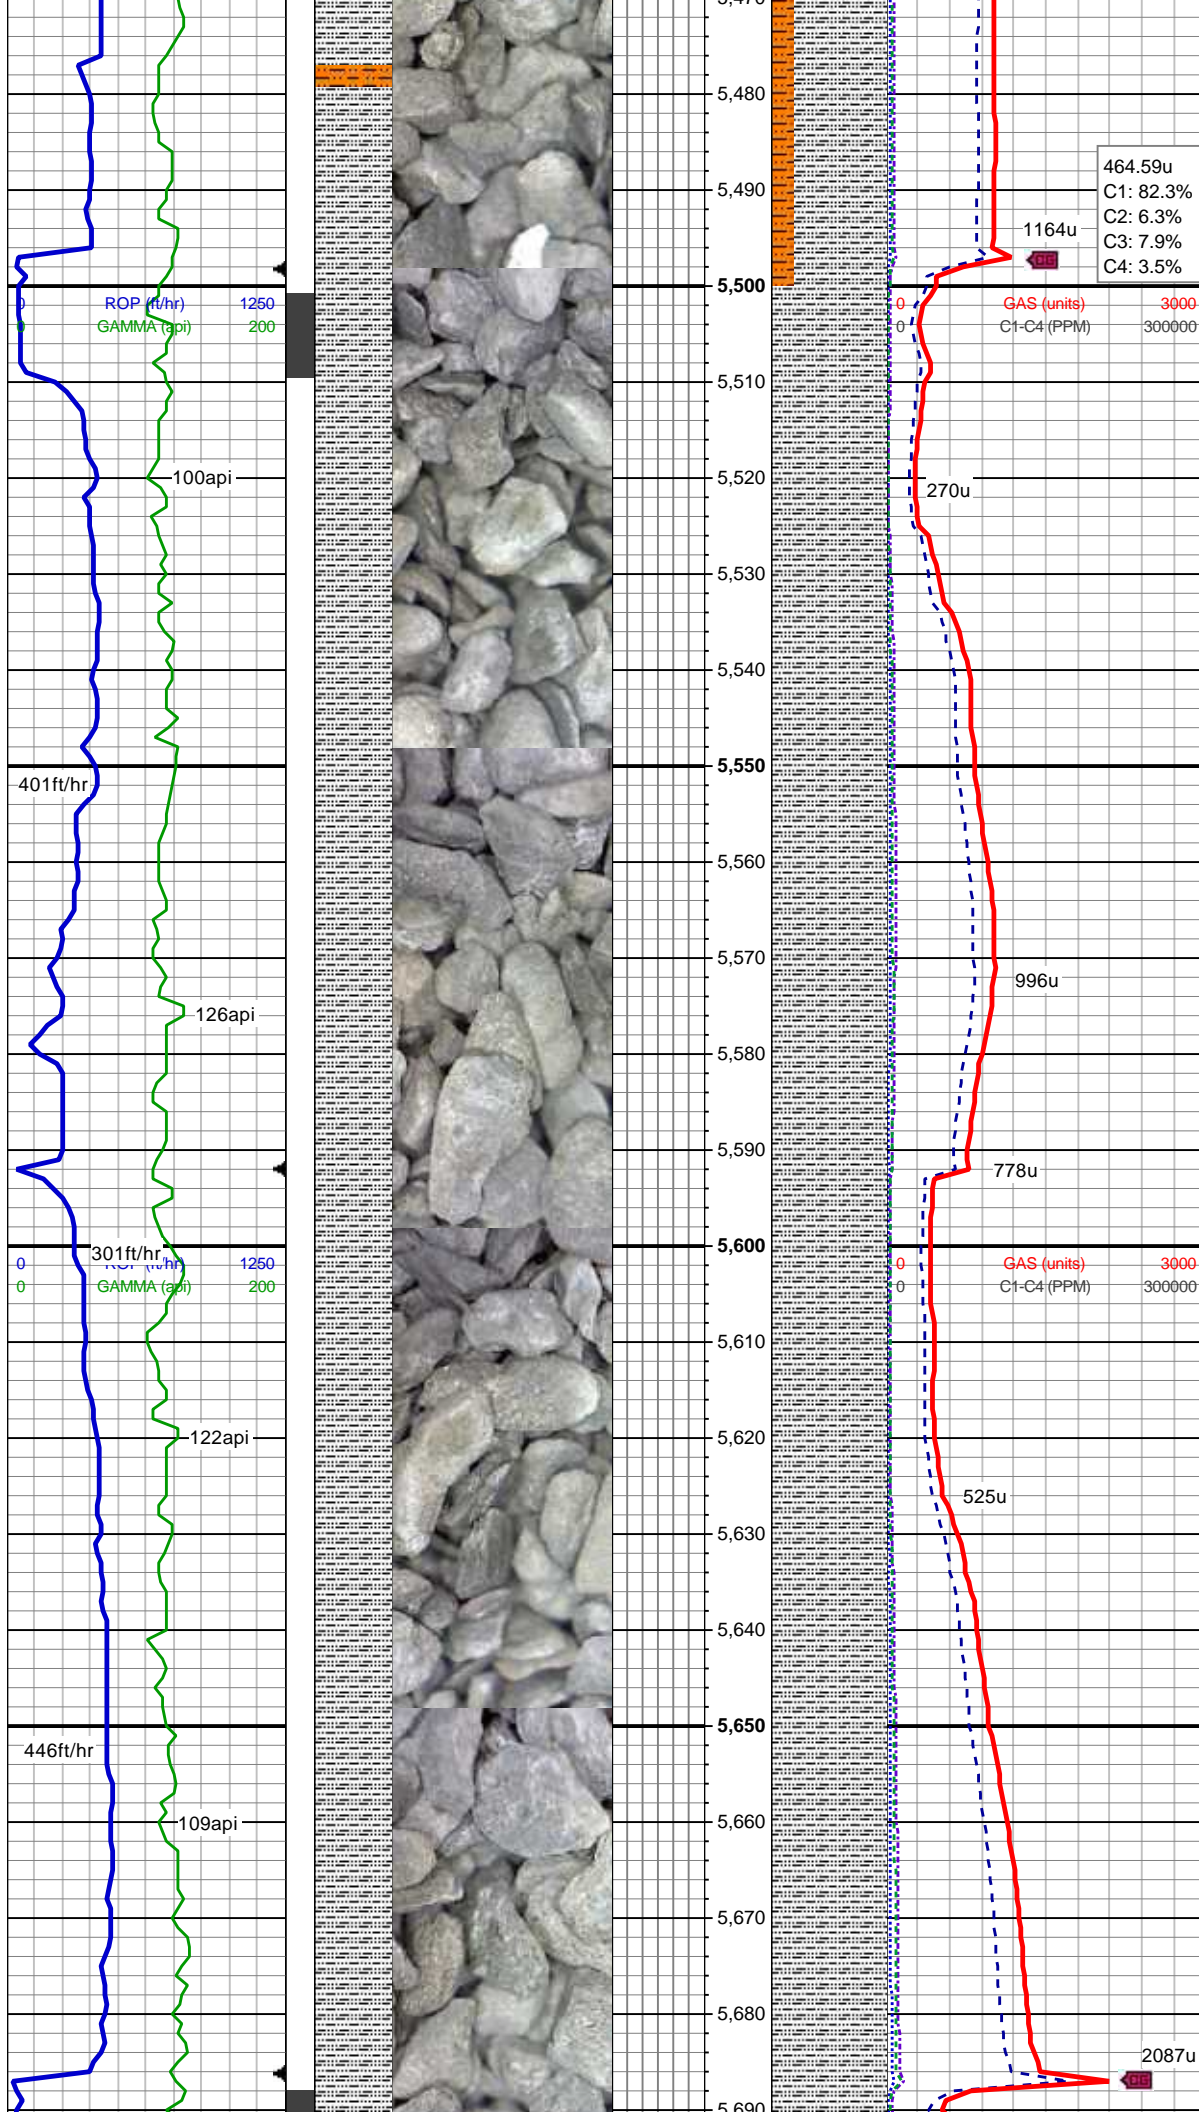 5,480
464.59u
C1: 82.3%
C2: 6.3%
C3: 7.9%
C4: 3.5%
5,490
1164u
CG
5,500
0 ROP (ft/hr) 1250
0 GAMMA (api) 200
0 GAS (units) 3000
0 C1-C4 (PPM) 300000
5,510
100api
5,520
270u
5,530
5,540
5,550
401ft/hr
5,560
5,570
996u
126api
5,580
5,590
778u
5,600
301ft/hr
0 ROP (ft/hr) 1250
0 GAMMA (api) 200
0 GAS (units) 3000
0 C1-C4 (PPM) 300000
5,610
122api
5,620
525u
5,630
5,640
5,650
446ft/hr
109api
5,660
5,670
5,680
2087u
CG
5,690